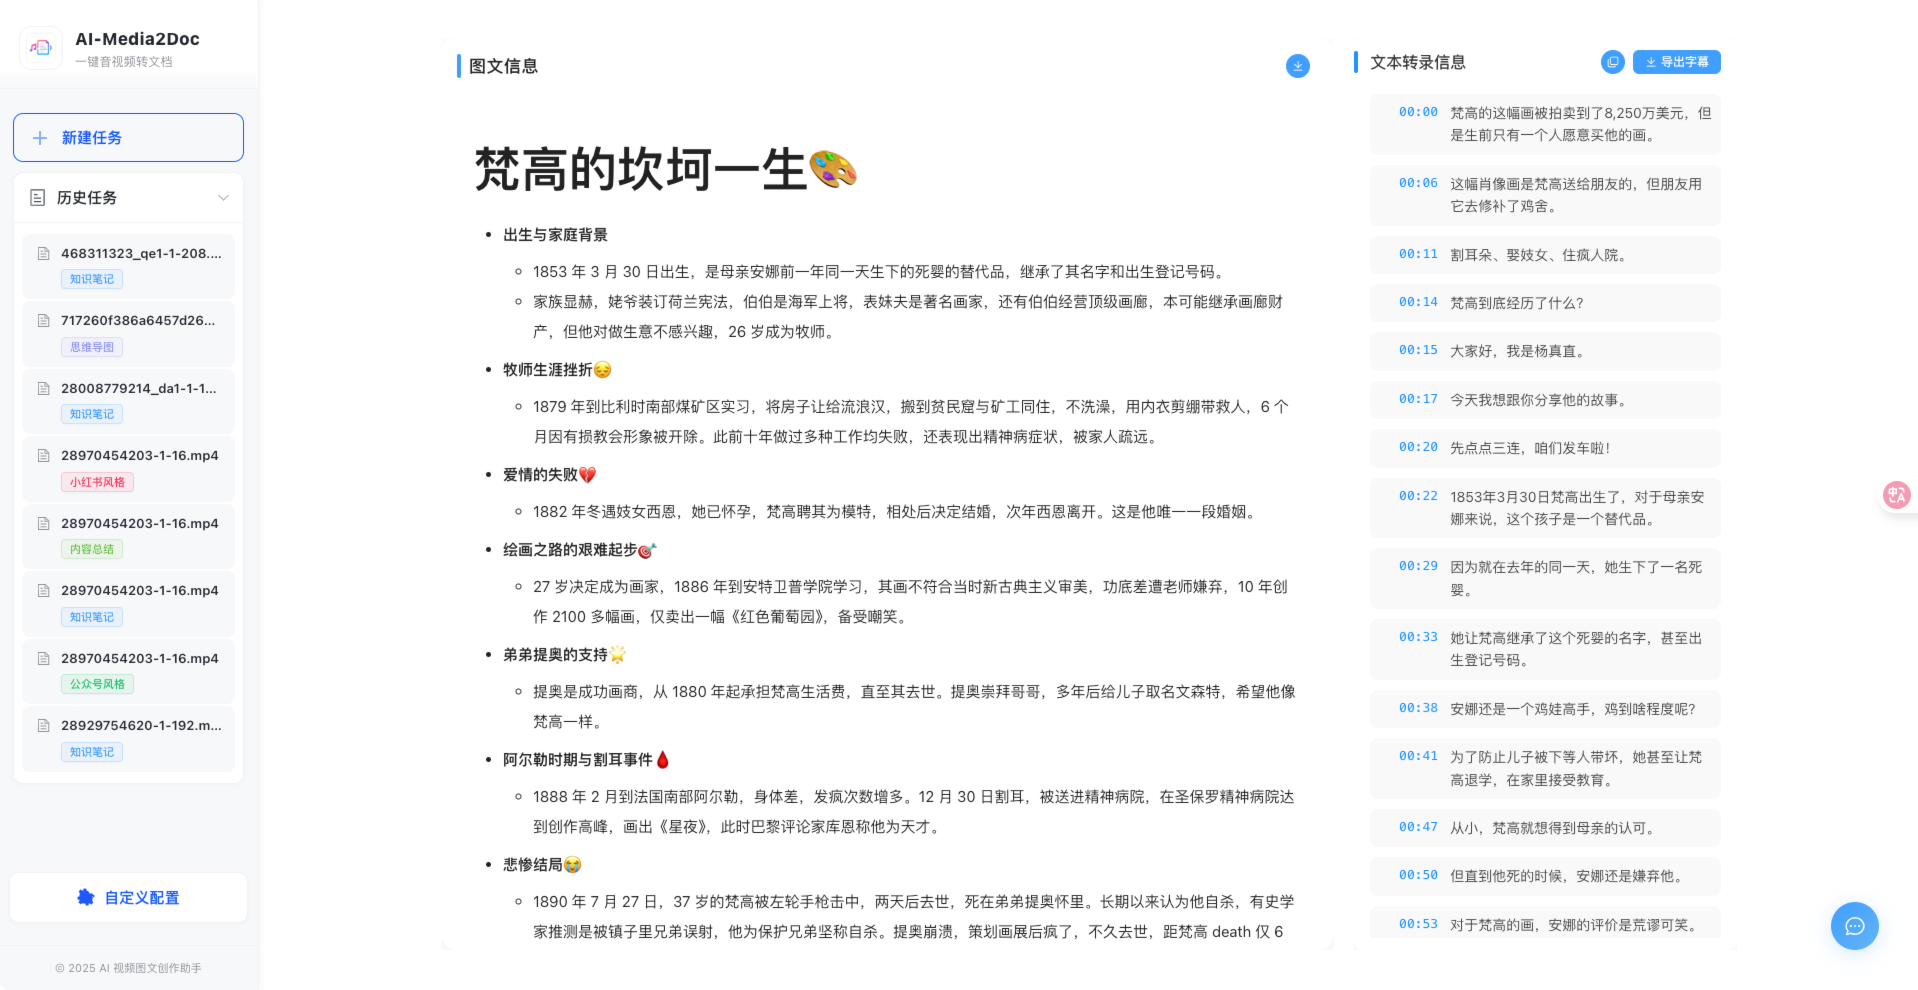 AI-Media2Doc
一键音视频转文档
新建任务
历史任务
468311323_qe1-1-208....
知识笔记
717260f386a6457d26...
思维导图
28008779214_da1-1-1...
知识笔记
28970454203-1-16.mp4
小红书风格
28970454203-1-16.mp4
内容总结
28970454203-1-16.mp4
知识笔记
28970454203-1-16.mp4
公众号风格
28929754620-1-192.m...
知识笔记
自定义配置
© 2025 AI 视频图文创作助手
图文信息
梵高的坎坷一生🎨
• 出生与家庭背景
◦ 1853 年 3 月 30 日出生，是母亲安娜前一年同一天生下的死婴的替代品，继承了其名字和出生登记号码。
◦ 家族显赫，姥爷装订荷兰宪法，伯伯是海军上将，表妹夫是著名画家，还有伯伯经营顶级画廊，本可能继承画廊财
产，但他对做生意不感兴趣，26 岁成为牧师。
• 牧师生涯挫折😔
◦ 1879 年到比利时南部煤矿区实习，将房子让给流浪汉，搬到贫民窟与矿工同住，不洗澡，用内衣剪绷带救人，6 个
月因有损教会形象被开除。此前十年做过多种工作均失败，还表现出精神病症状，被家人疏远。
• 爱情的失败💔
◦ 1882 年冬遇妓女西恩，她已怀孕，梵高聘其为模特，相处后决定结婚，次年西恩离开。这是他唯一一段婚姻。
• 绘画之路的艰难起步🎯
◦ 27 岁决定成为画家，1886 年到安特卫普学院学习，其画不符合当时新古典主义审美，功底差遭老师嫌弃，10 年创
作 2100 多幅画，仅卖出一幅《红色葡萄园》，备受嘲笑。
• 弟弟提奥的支持🌟
◦ 提奥是成功画商，从 1880 年起承担梵高生活费，直至其去世。提奥崇拜哥哥，多年后给儿子取名文森特，希望他像
梵高一样。
• 阿尔勒时期与割耳事件🩸
◦ 1888 年 2 月到法国南部阿尔勒，身体差，发疯次数增多。12 月 30 日割耳，被送进精神病院，在圣保罗精神病院达
到创作高峰，画出《星夜》，此时巴黎评论家库恩称他为天才。
• 悲惨结局😭
◦ 1890 年 7 月 27 日，37 岁的梵高被左轮手枪击中，两天后去世，死在弟弟提奥怀里。长期以来认为他自杀，有史学
家推测是被镇子里兄弟误射，他为保护兄弟坚称自杀。提奥崩溃，策划画展后疯了，不久去世，距梵高 death 仅 6
文本转录信息
导出字幕
00:00 梵高的这幅画被拍卖到了8,250万美元，但
是生前只有一个人愿意买他的画。
00:06 这幅肖像画是梵高送给朋友的，但朋友用
它去修补了鸡舍。
00:11 割耳朵、娶妓女、住疯人院。
00:14 梵高到底经历了什么？
00:15 大家好，我是杨真直。
00:17 今天我想跟你分享他的故事。
00:20 先点点三连，咱们发车啦！
00:22 1853年3月30日梵高出生了，对于母亲安
娜来说，这个孩子是一个替代品。
00:29 因为就在去年的同一天，她生下了一名死
婴。
00:33 她让梵高继承了这个死婴的名字，甚至出
生登记号码。
00:38 安娜还是一个鸡娃高手，鸡到啥程度呢？
00:41 为了防止儿子被下等人带坏，她甚至让梵
高退学，在家里接受教育。
00:47 从小，梵高就想得到母亲的认可。
00:50 但直到他死的时候，安娜还是嫌弃他。
00:53 对于梵高的画，安娜的评价是荒谬可笑。
中A